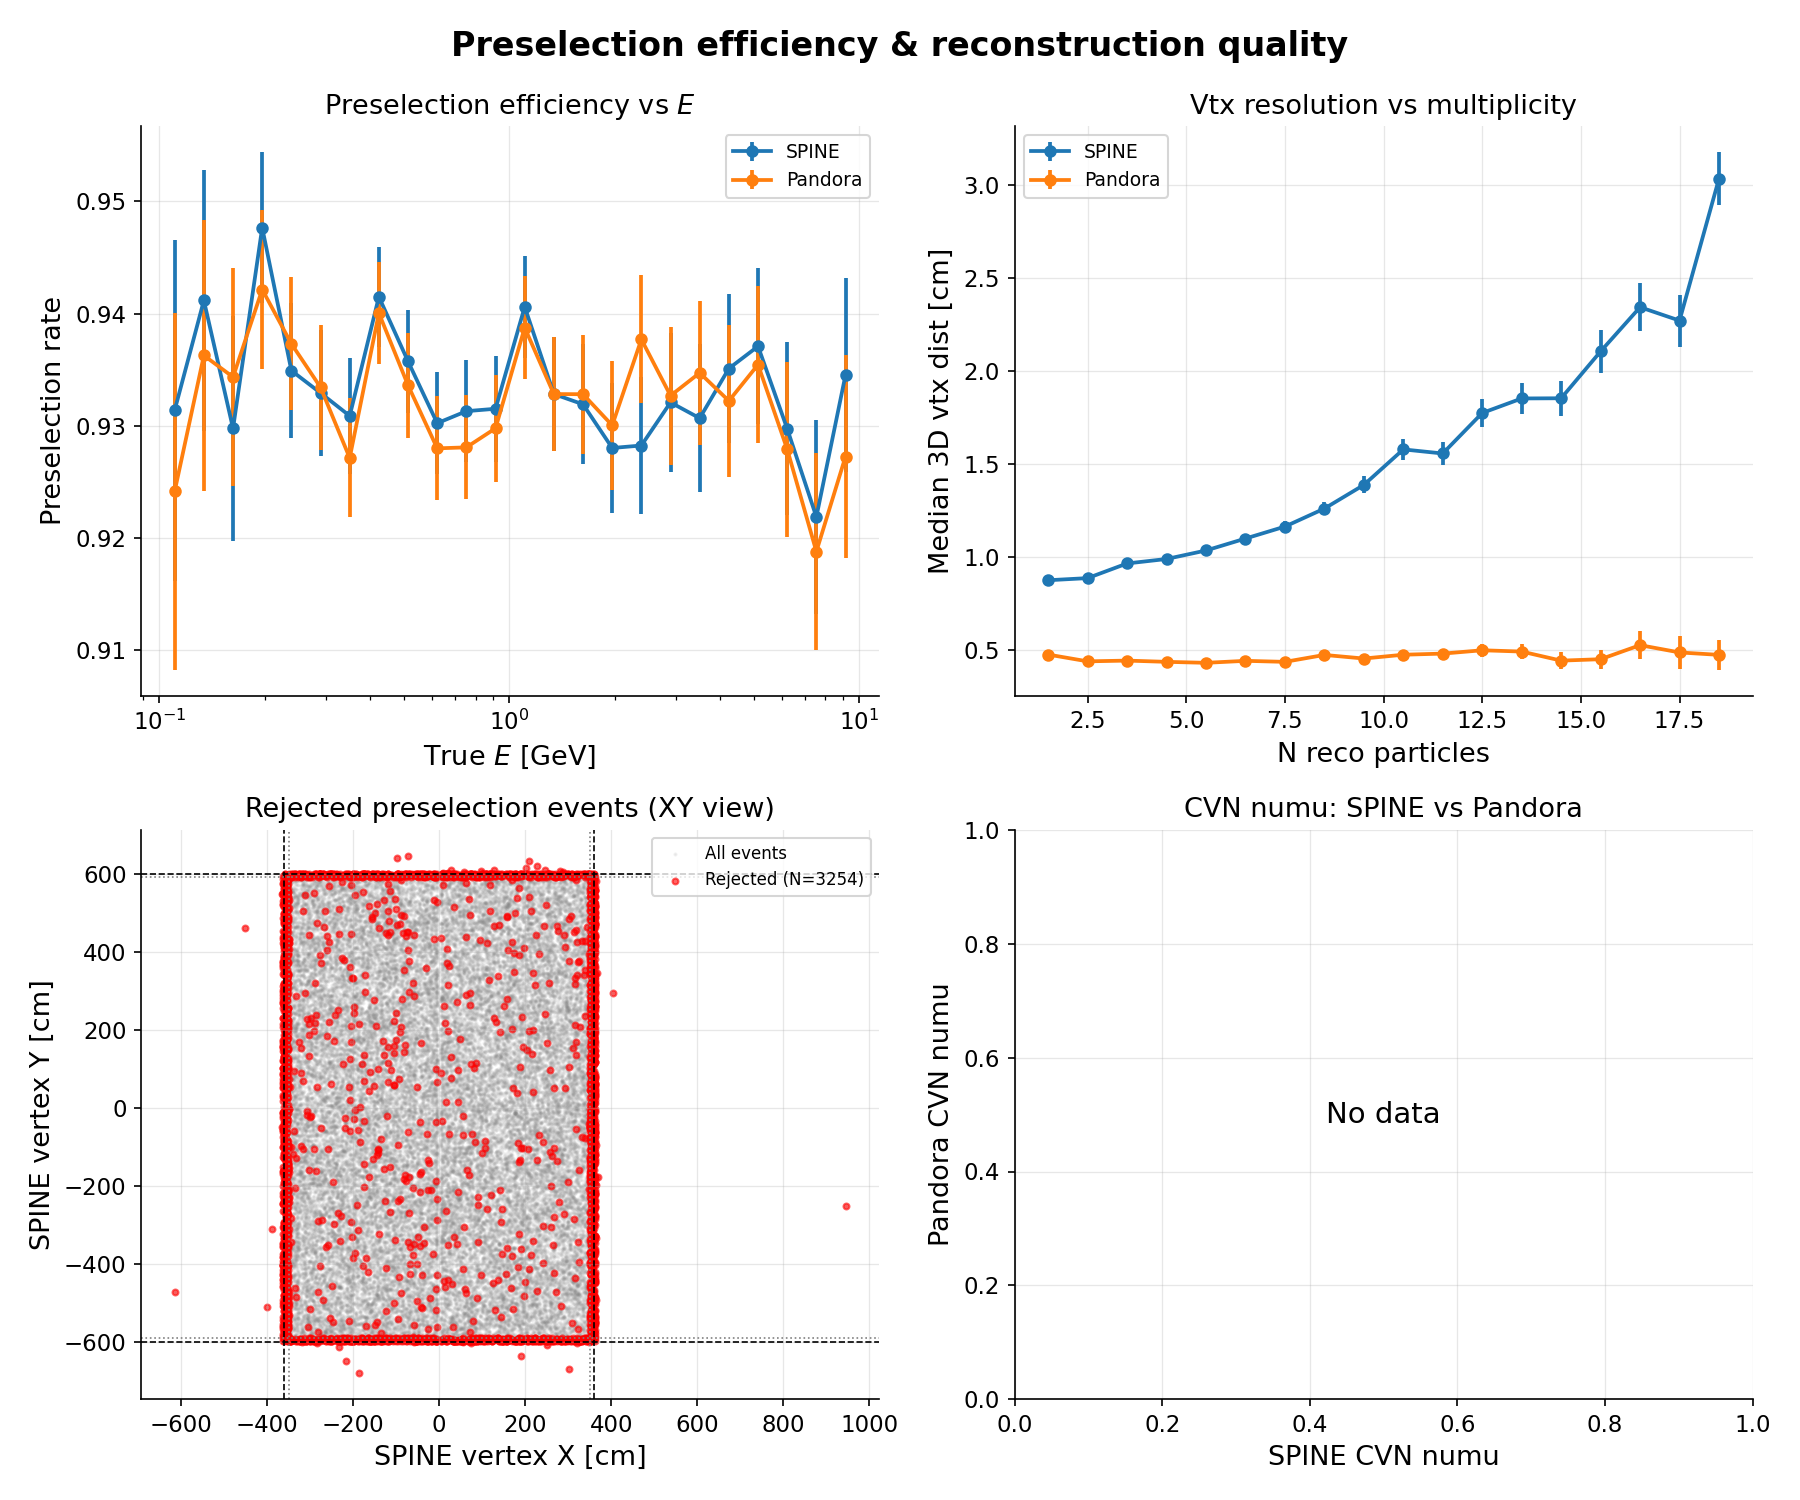 Preselection efficiency & reconstruction quality
Preselection efficiency vs E
SPINE
Pandora
Preselection rate
0.95
0.94
0.93
0.92
0.91
10⁻¹ 10⁰ 10¹
True E [GeV]
Vtx resolution vs multiplicity
SPINE
Pandora
Median 3D vtx dist [cm]
3.0
2.5
2.0
1.5
1.0
0.5
2.5 5.0 7.5 10.0 12.5 15.0 17.5
N reco particles
Rejected preselection events (XY view)
All events
Rejected (N=3254)
SPINE vertex Y [cm]
600
400
200
0
−200
−400
−600
−600 −400 −200 0 200 400 600 800 1000
SPINE vertex X [cm]
CVN numu: SPINE vs Pandora
Pandora CVN numu
1.0
0.8
0.6
0.4
0.2
0.0
No data
0.0 0.2 0.4 0.6 0.8 1.0
SPINE CVN numu